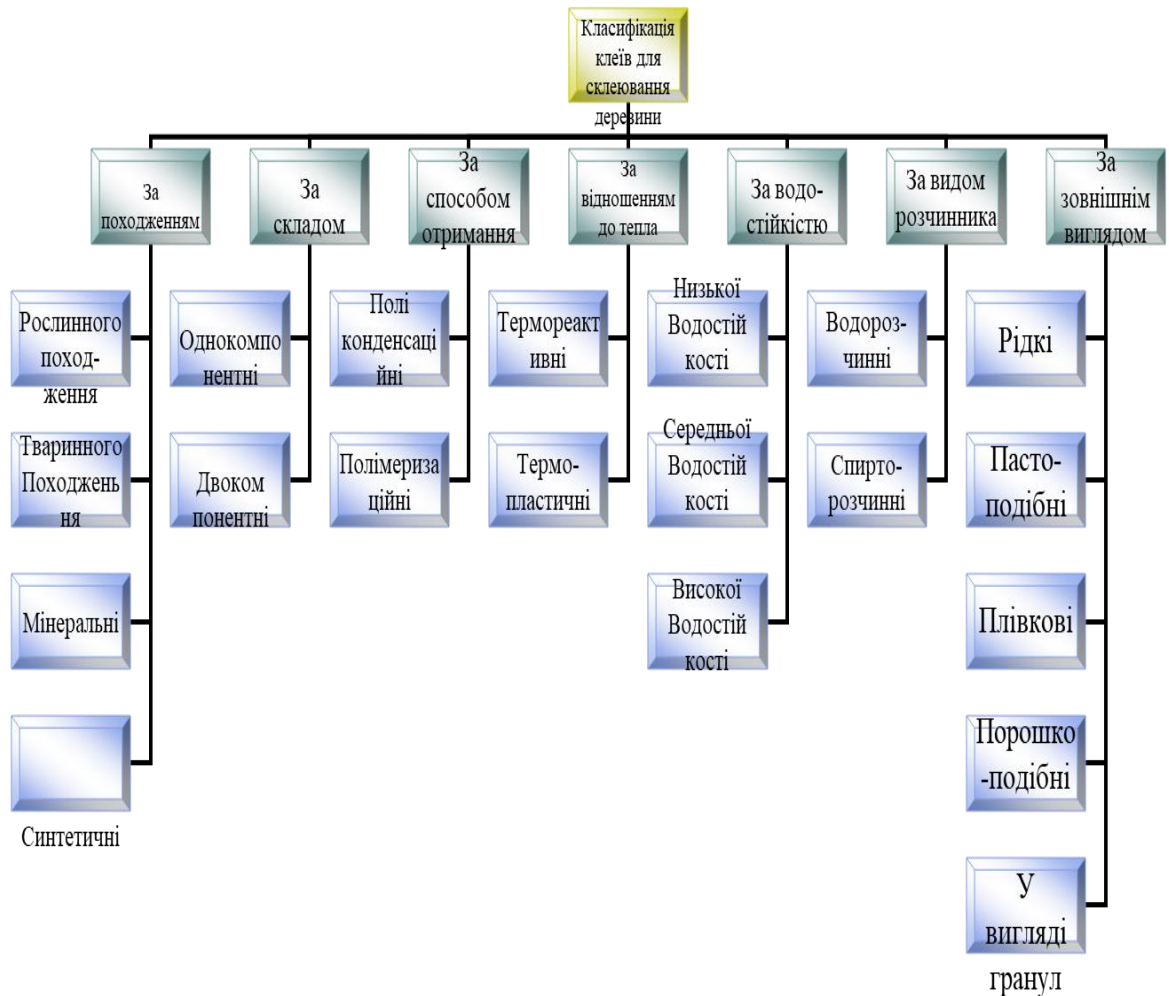 Класифікація
клеїв для
склеювання
деревини
За
походженням
За
складом
За
способом
отримання
За
відношенням
до тепла
За водо-
стійкістю
За видом
розчинника
За
зовнішнім
виглядом
Рослинного
поход-
ження
Тваринного
Походжен
ня
Мінеральні
Синтетичні
Однокомпо
нентні
Двоком
понентні
Полі
конденсаці
йні
Полімериза
ційні
Термореакт
ивні
Термо-
пластичні
Низької
Водостій
кості
Середньої
Водостій
кості
Високої
Водостій
кості
Водороз-
чинні
Спирто-
розчинні
Рідкі
Пасто-
подібні
Плівкові
Порошко
-подібні
У
вигляді
гранул